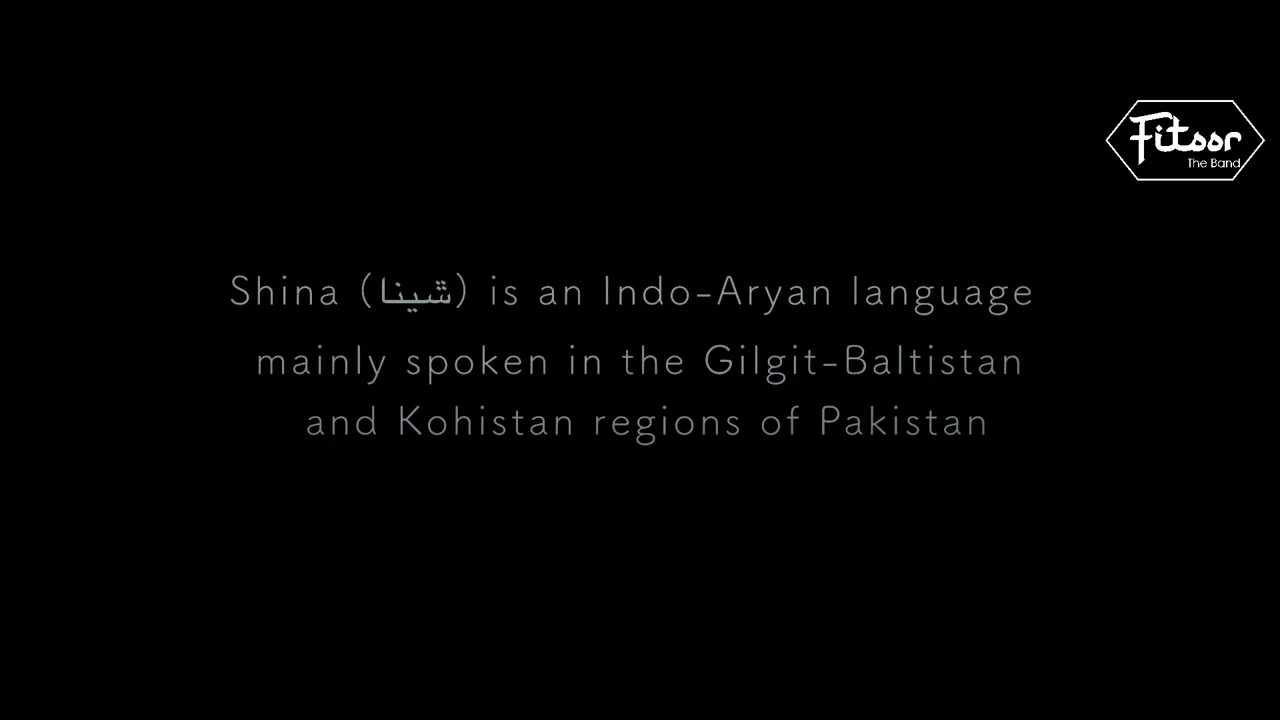 Fitoor
The Band
Shina (ݜینا) is an Indo-Aryan language
mainly spoken in the Gilgit-Baltistan
and Kohistan regions of Pakistan